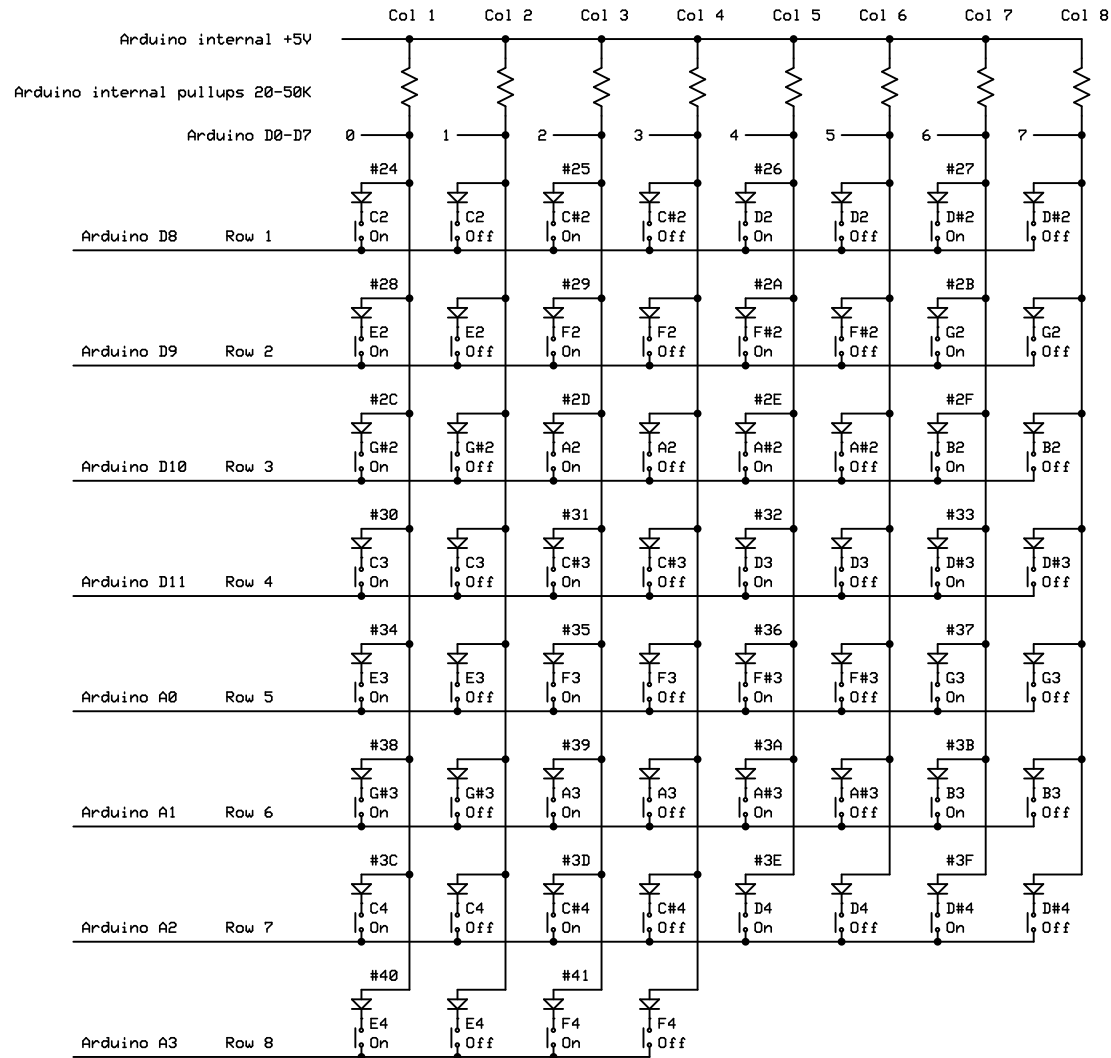 Col 1 Col 2 Col 3 Col 4 Col 5 Col 6 Col 7 Col 8
Arduino internal +5V
Arduino internal pullups 20-50K
Arduino D0-D7 0 1 2 3 4 5 6 7
#24 #25 #26 #27
C2 C2 C#2 C#2 D2 D2 D#2 D#2
Arduino D8 Row 1 On Off On Off On Off On Off
#28 #29 #2A #2B
E2 E2 F2 F2 F#2 F#2 G2 G2
Arduino D9 Row 2 On Off On Off On Off On Off
#2C #2D #2E #2F
G#2 G#2 A2 A2 A#2 A#2 B2 B2
Arduino D10 Row 3 On Off On Off On Off On Off
#30 #31 #32 #33
C3 C3 C#3 C#3 D3 D3 D#3 D#3
Arduino D11 Row 4 On Off On Off On Off On Off
#34 #35 #36 #37
E3 E3 F3 F3 F#3 F#3 G3 G3
Arduino A0 Row 5 On Off On Off On Off On Off
#38 #39 #3A #3B
G#3 G#3 A3 A3 A#3 A#3 B3 B3
Arduino A1 Row 6 On Off On Off On Off On Off
#3C #3D #3E #3F
C4 C4 C#4 C#4 D4 D4 D#4 D#4
Arduino A2 Row 7 On Off On Off On Off On Off
#40 #41
E4 E4 F4 F4
Arduino A3 Row 8 On Off On Off